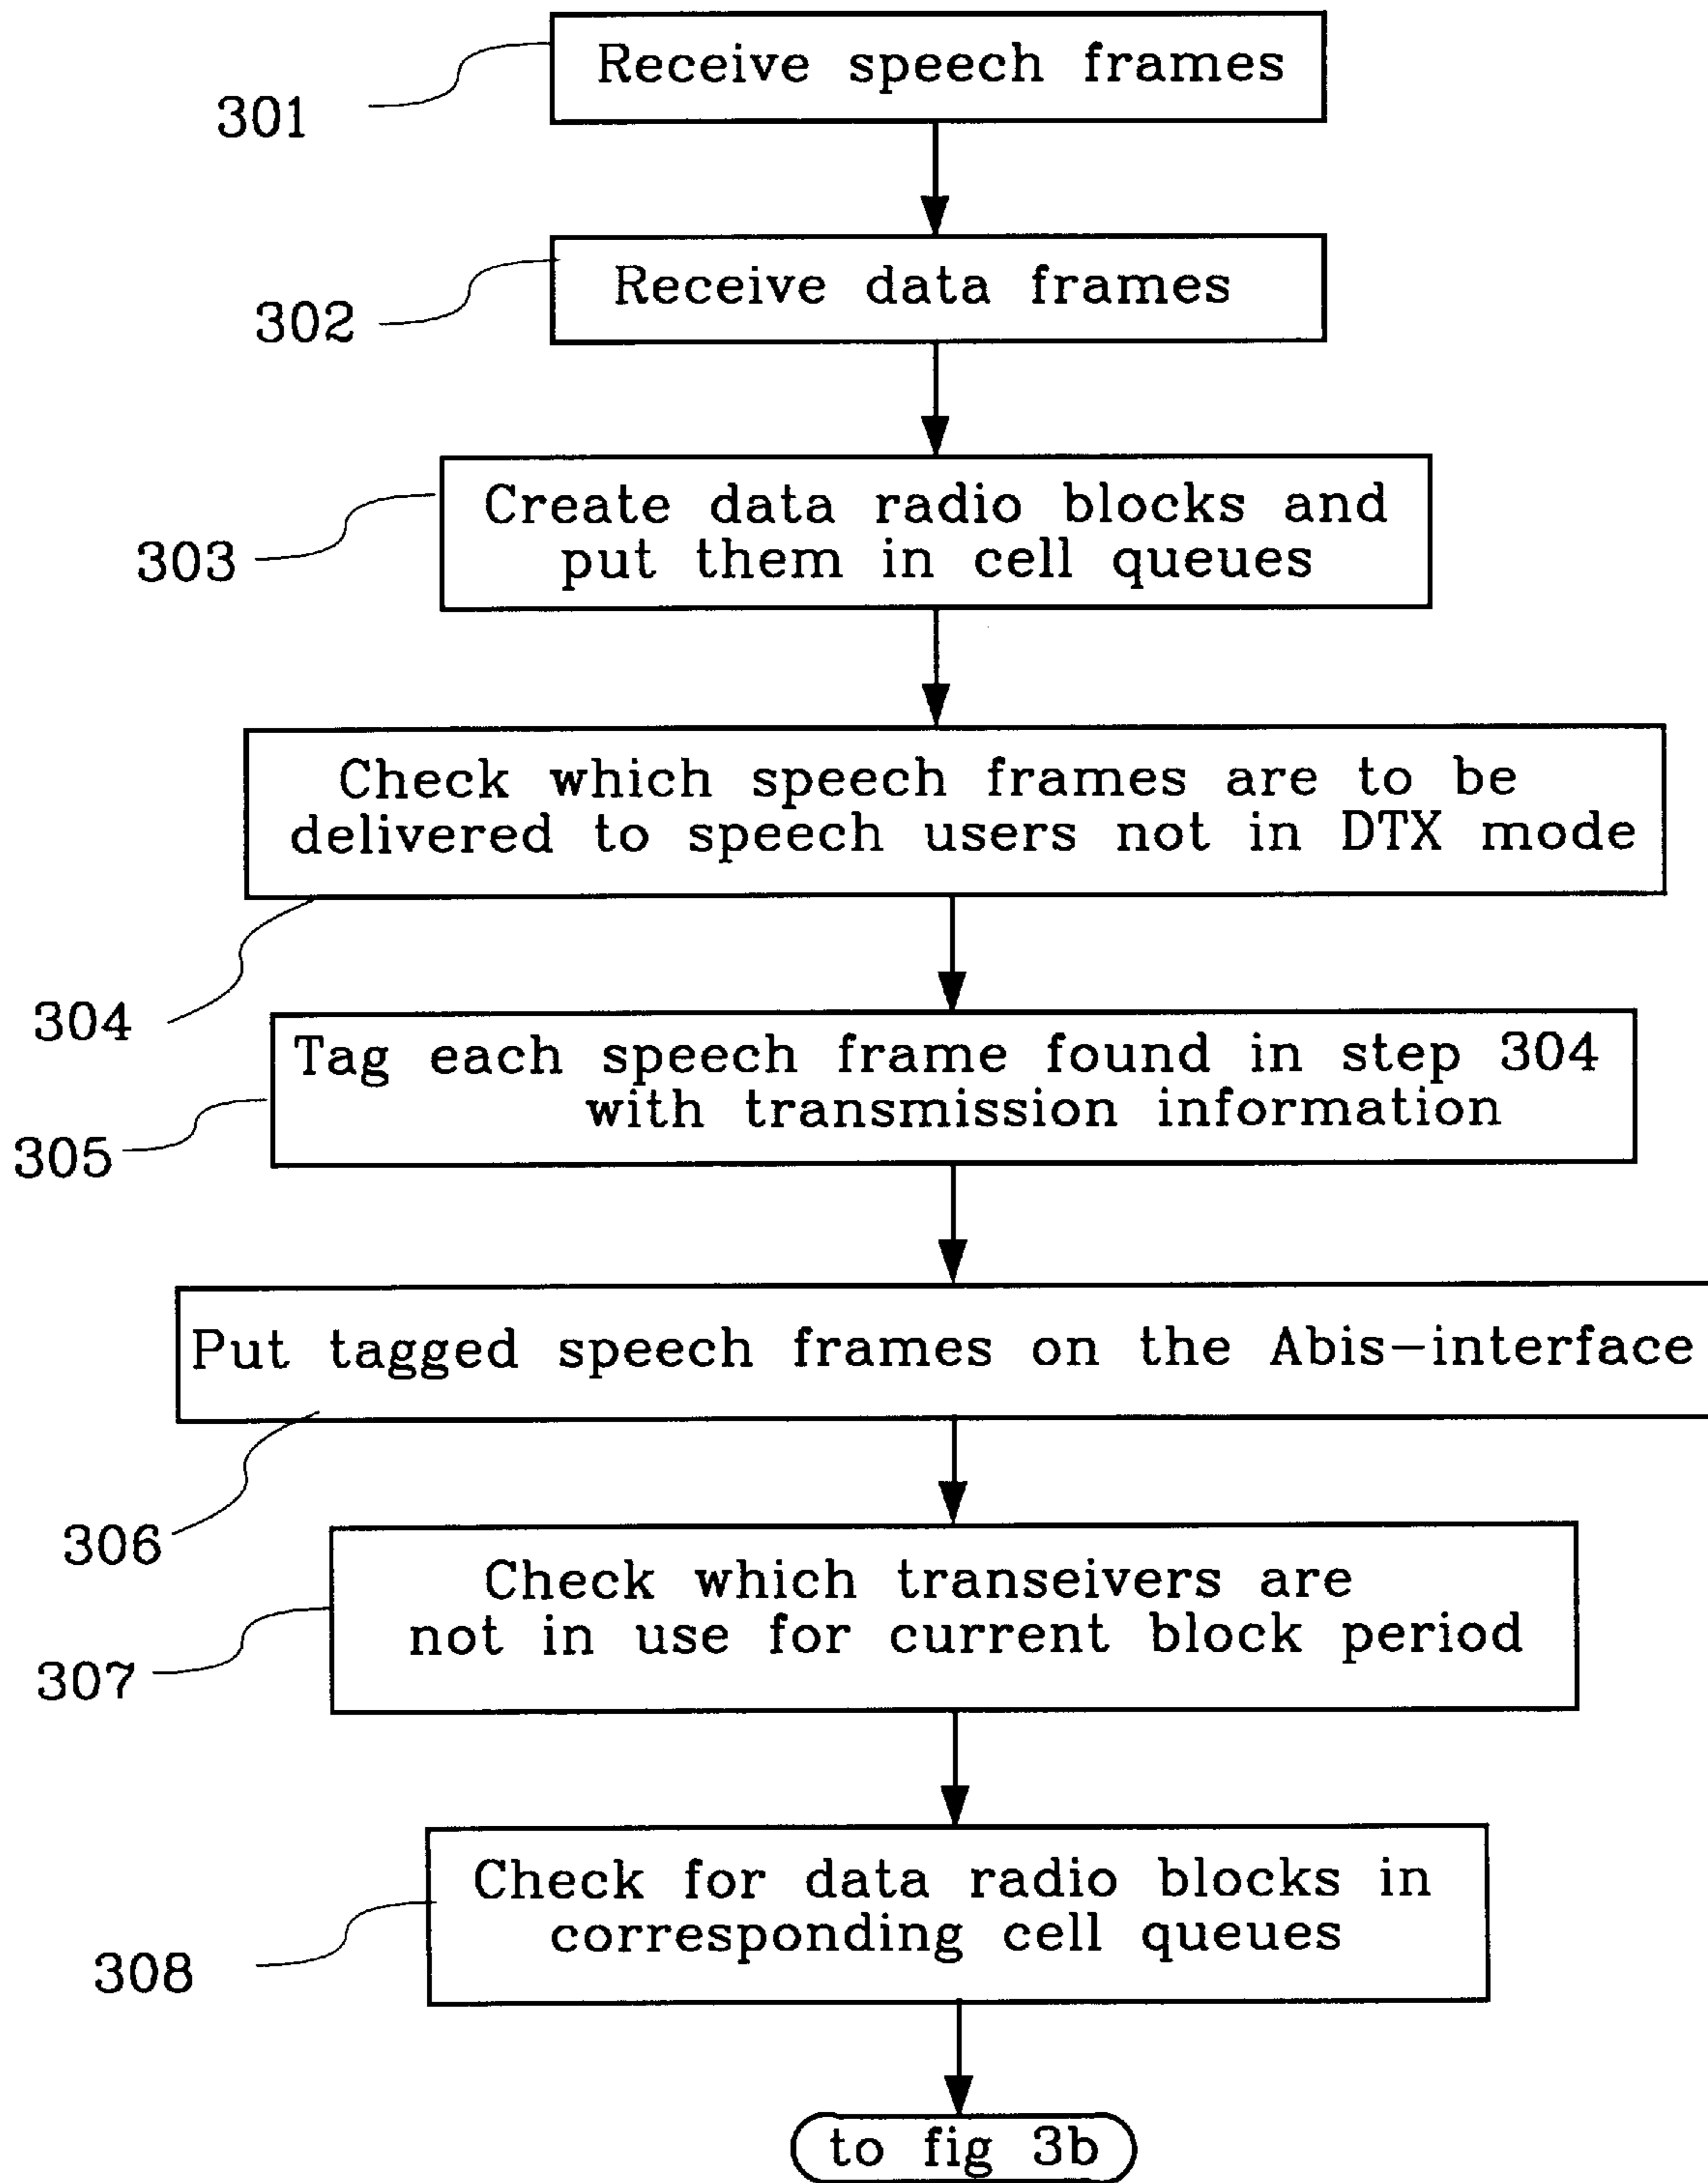 Receive speech frames
301
Receive data frames
302
Create data radio blocks and
put them in cell queues
303
Check which speech frames are to be
delivered to speech users not in DTX mode
304
Tag each speech frame found in step 304
with transmission information
305
Put tagged speech frames on the Abis-interface
306
Check which transeivers are
not in use for current block period
307
Check for data radio blocks in
corresponding cell queues
308
to fig 3b